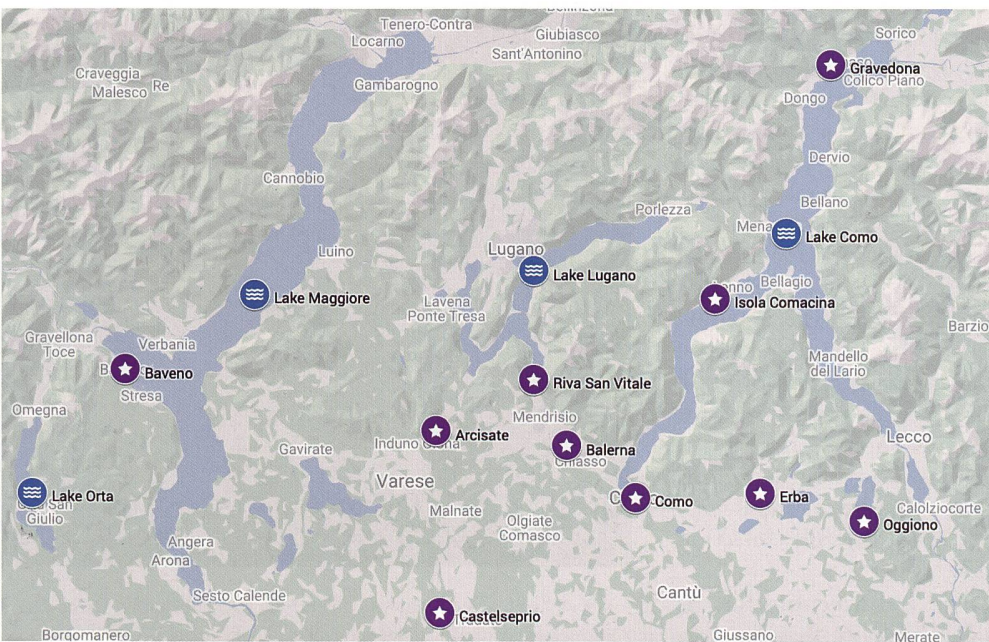 Tenero-Contra
Locarno
Giubiasco
Sorico
Sant'Antonino
Craveggia
Malesco
Re
Gambarogno
Gravedona
Colico Piano
Dongo
Dervio
Cannobio
Bellano
Porlezza
Lake Como
Luino
Lugano
Lake Lugano
Bellagio
Lake Maggiore
Lavena
Ponte Tresa
Isola Comacina
Barzio
Gravellona
Toce
Verbania
Mandello
del Lario
Baveno
Stresa
Riva San Vitale
Omegna
Mendrisio
Arcisate
Lecco
Gavirate
Balerna
Varese
Lake Orta
Como
Erba
Calolziocorte
Giulio
Malnate
Olgiate
Comasco
Oggiono
Angera
Arona
Sesto Calende
Cantù
Castelseprio
Borgomanero
Giussano
Merate